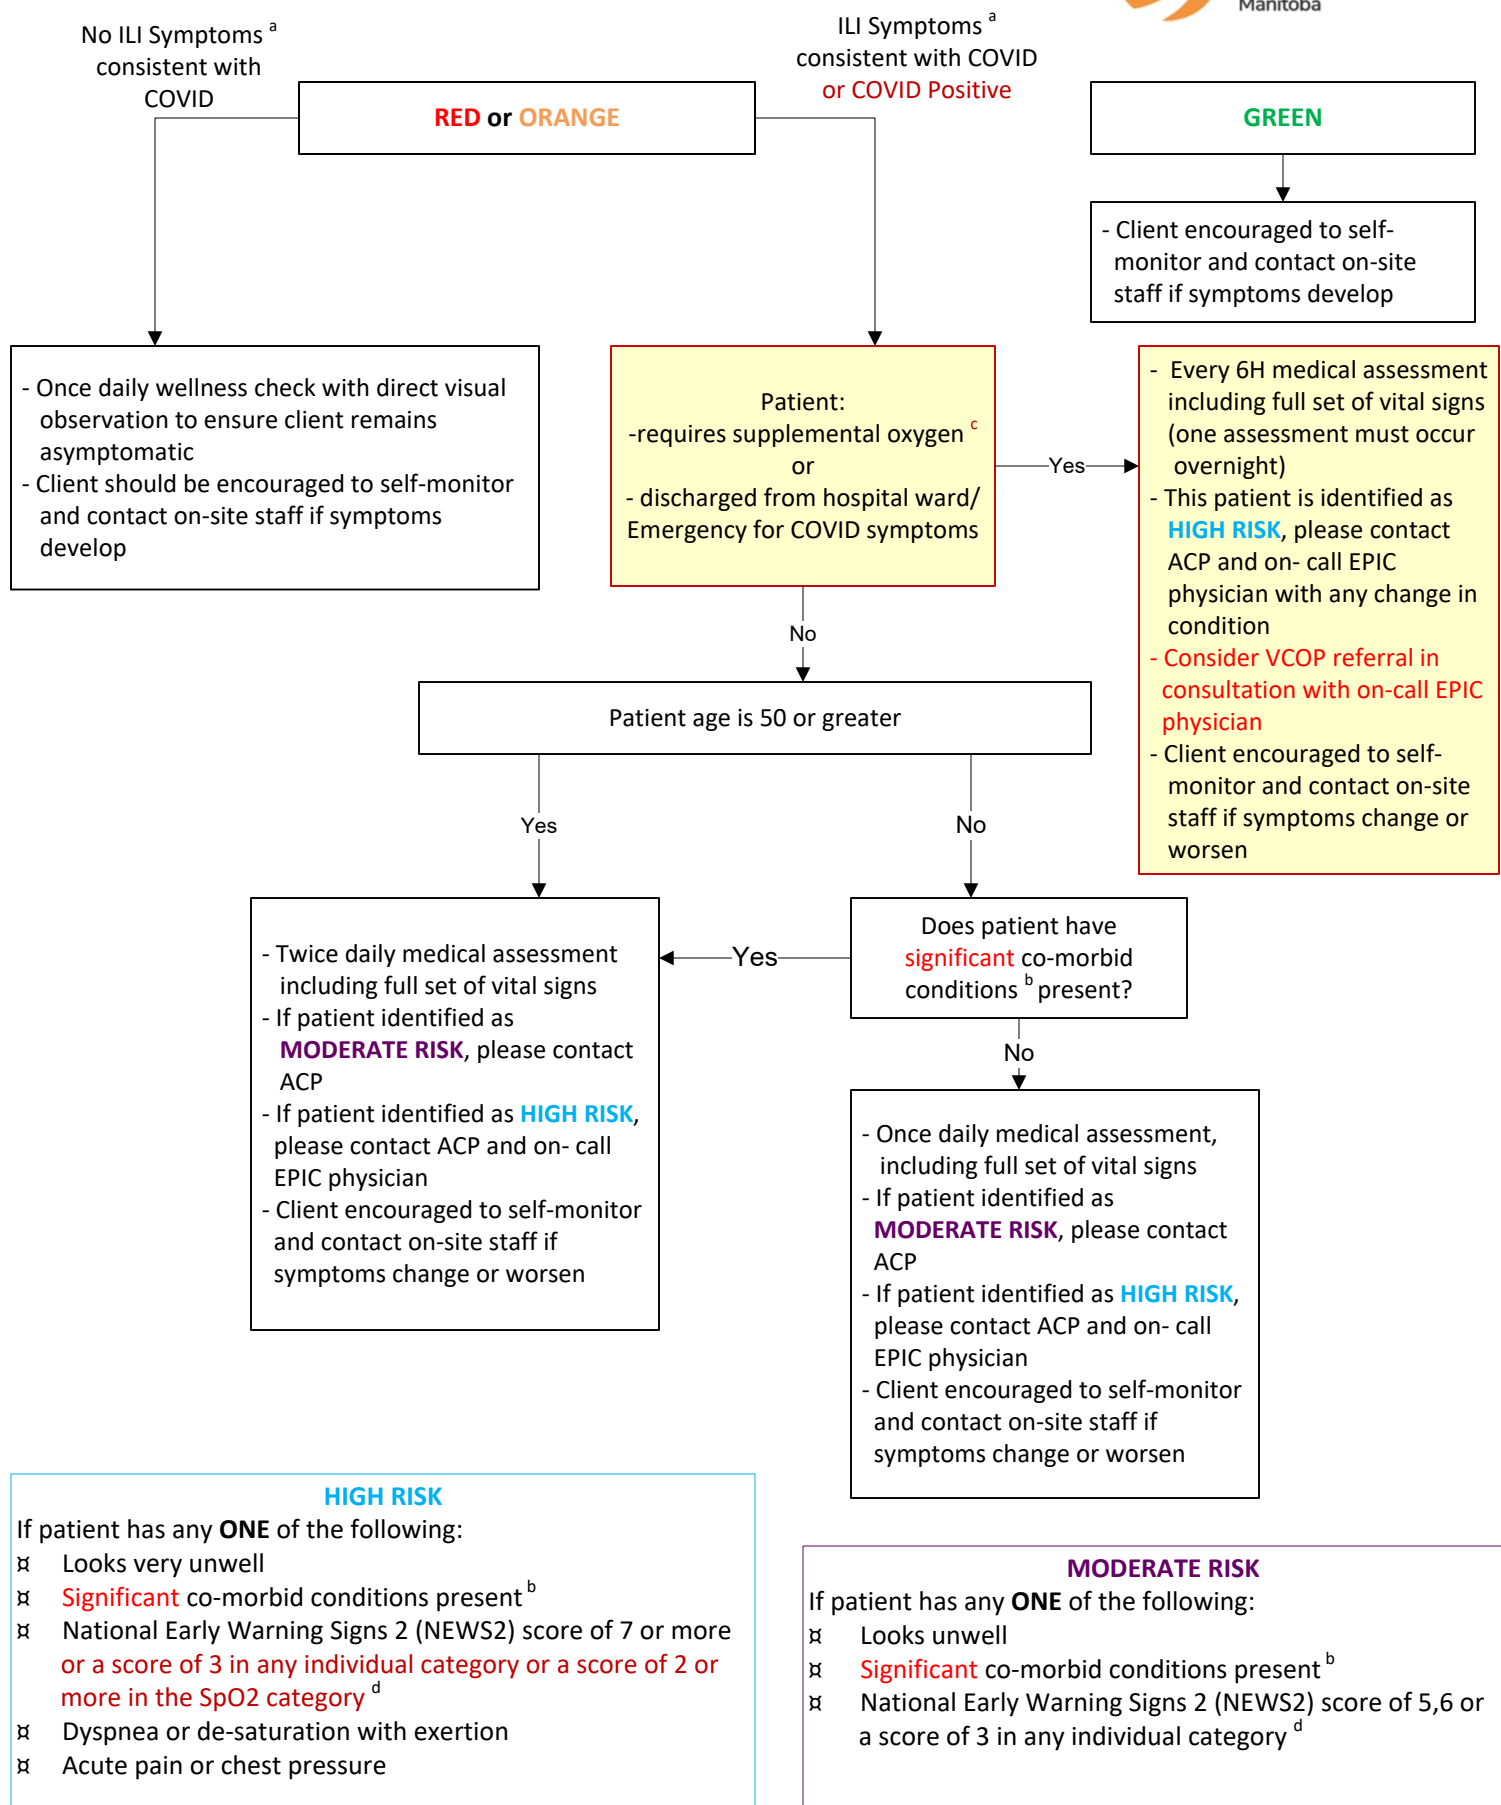 Manitoba
No ILI Symptoms a
consistent with
COVID
ILI Symptoms a
consistent with COVID
or COVID Positive
RED or ORANGE
GREEN
- Client encouraged to self-
monitor and contact on-site
staff if symptoms develop
- Once daily wellness check with direct visual
observation to ensure client remains
asymptomatic
- Client should be encouraged to self-monitor
and contact on-site staff if symptoms
develop
Patient:
-requires supplemental oxygen c
or
- discharged from hospital ward/
Emergency for COVID symptoms
Yes
- Every 6H medical assessment
including full set of vital signs
(one assessment must occur
overnight)
- This patient is identified as
HIGH RISK, please contact
ACP and on- call EPIC
physician with any change in
condition
- Consider VCOP referral in
consultation with on-call EPIC
physician
- Client encouraged to self-
monitor and contact on-site
staff if symptoms change or
worsen
No
Patient age is 50 or greater
Yes
No
- Twice daily medical assessment
including full set of vital signs
- If patient identified as
MODERATE RISK, please contact
ACP
- If patient identified as HIGH RISK,
please contact ACP and on- call
EPIC physician
- Client encouraged to self-monitor
and contact on-site staff if
symptoms change or worsen
Yes
Does patient have
significant co-morbid
conditions b present?
No
- Once daily medical assessment,
including full set of vital signs
- If patient identified as
MODERATE RISK, please contact
ACP
- If patient identified as HIGH RISK,
please contact ACP and on- call
EPIC physician
- Client encouraged to self-monitor
and contact on-site staff if
symptoms change or worsen
HIGH RISK
If patient has any ONE of the following:
¤ Looks very unwell
¤ Significant co-morbid conditions present b
¤ National Early Warning Signs 2 (NEWS2) score of 7 or more
or a score of 3 in any individual category or a score of 2 or
more in the SpO2 category d
¤ Dyspnea or de-saturation with exertion
¤ Acute pain or chest pressure
MODERATE RISK
If patient has any ONE of the following:
¤ Looks unwell
¤ Significant co-morbid conditions present b
¤ National Early Warning Signs 2 (NEWS2) score of 5,6 or
a score of 3 in any individual category d